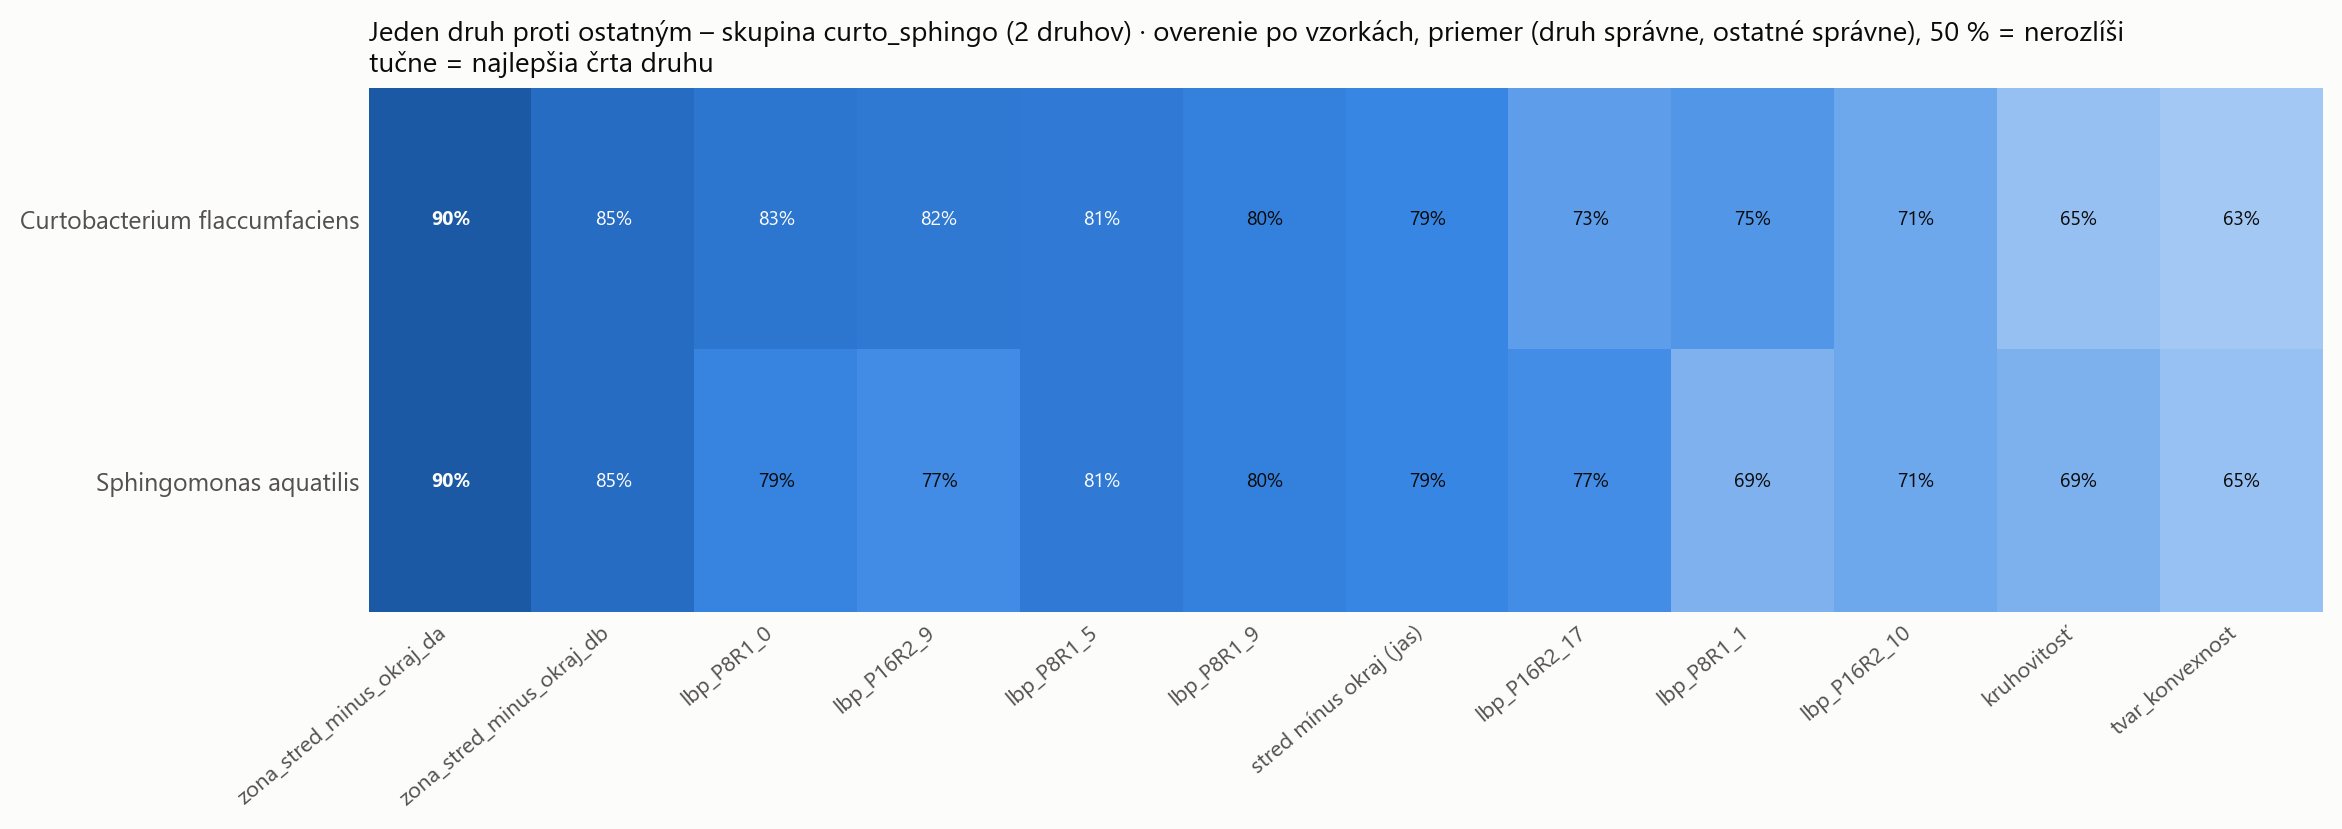 Jeden druh proti ostatným – skupina curto_sphingo (2 druhov) · overenie po vzorkách, priemer (druh správne, ostatné správne), 50 % = nerozlíši
tučne = najlepšia črta druhu
Curtobacterium flaccumfaciens
90% 85% 83% 82% 81% 80% 79% 73% 75% 71% 65% 63%
Sphingomonas aquatilis
90% 85% 79% 77% 81% 80% 79% 77% 69% 71% 69% 65%
zona_stred_minus_okraj_da
zona_stred_minus_okraj_db
lbp_P8R1_0
lbp_P16R2_9
lbp_P8R1_5
lbp_P8R1_9
stred mínus okraj (jas)
lbp_P16R2_17
lbp_P8R1_1
lbp_P16R2_10
kruhovitosť
tvar_konvexnost